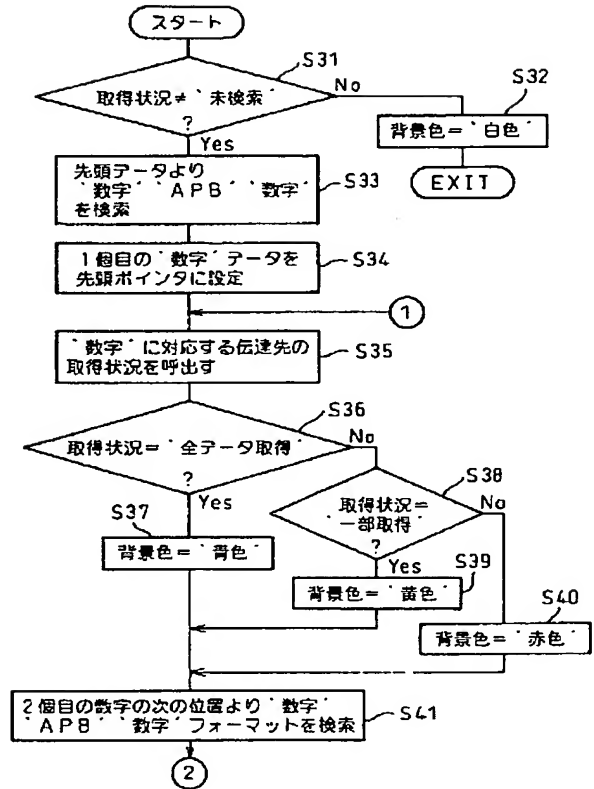 スタート
S31
取得状況≠`未検索´
?
No
Yes
S32
背景色=`白色´
EXIT
先頭データより
`数字´`APB´`数字´
を検索
S33
1個目の`数字´データを
先頭ポインタに設定
S34
1
`数字´に対応する伝達先の
取得状況を呼出す
S35
S36
取得状況=`全データ取得´
?
No
Yes
S37
背景色=`青色´
S38
取得状況=
`一部取得´
?
No
Yes
S39
背景色=`黄色´
S40
背景色=`赤色´
2個目の数字の次の位置より`数字´
`APB´`数字´フォーマットを検索
S41
2